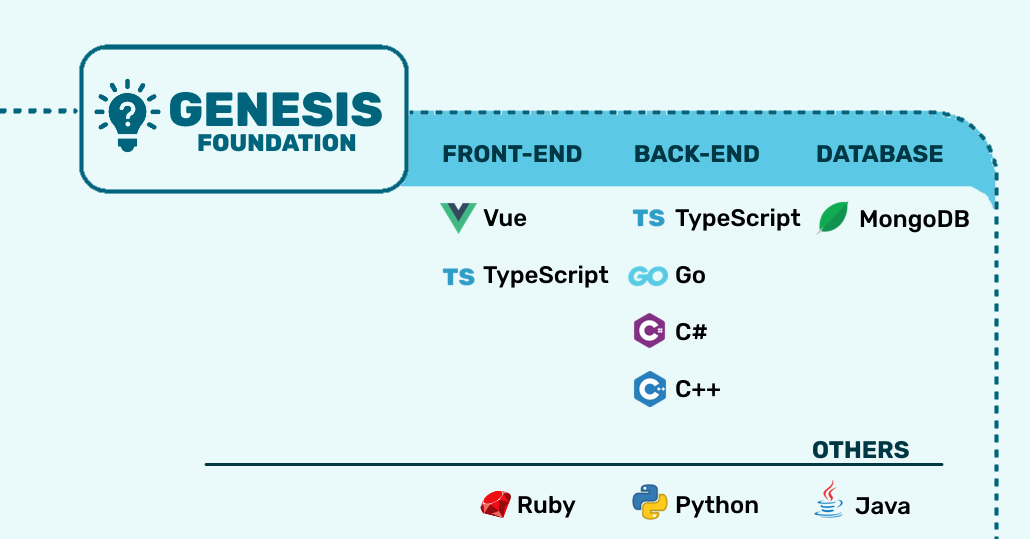 GENESIS
FOUNDATION
FRONT-END BACK-END DATABASE
Vue TS TypeScript MongoDB
TS TypeScript GO Go
C# C#
C++ C++
OTHERS
Ruby Python Java